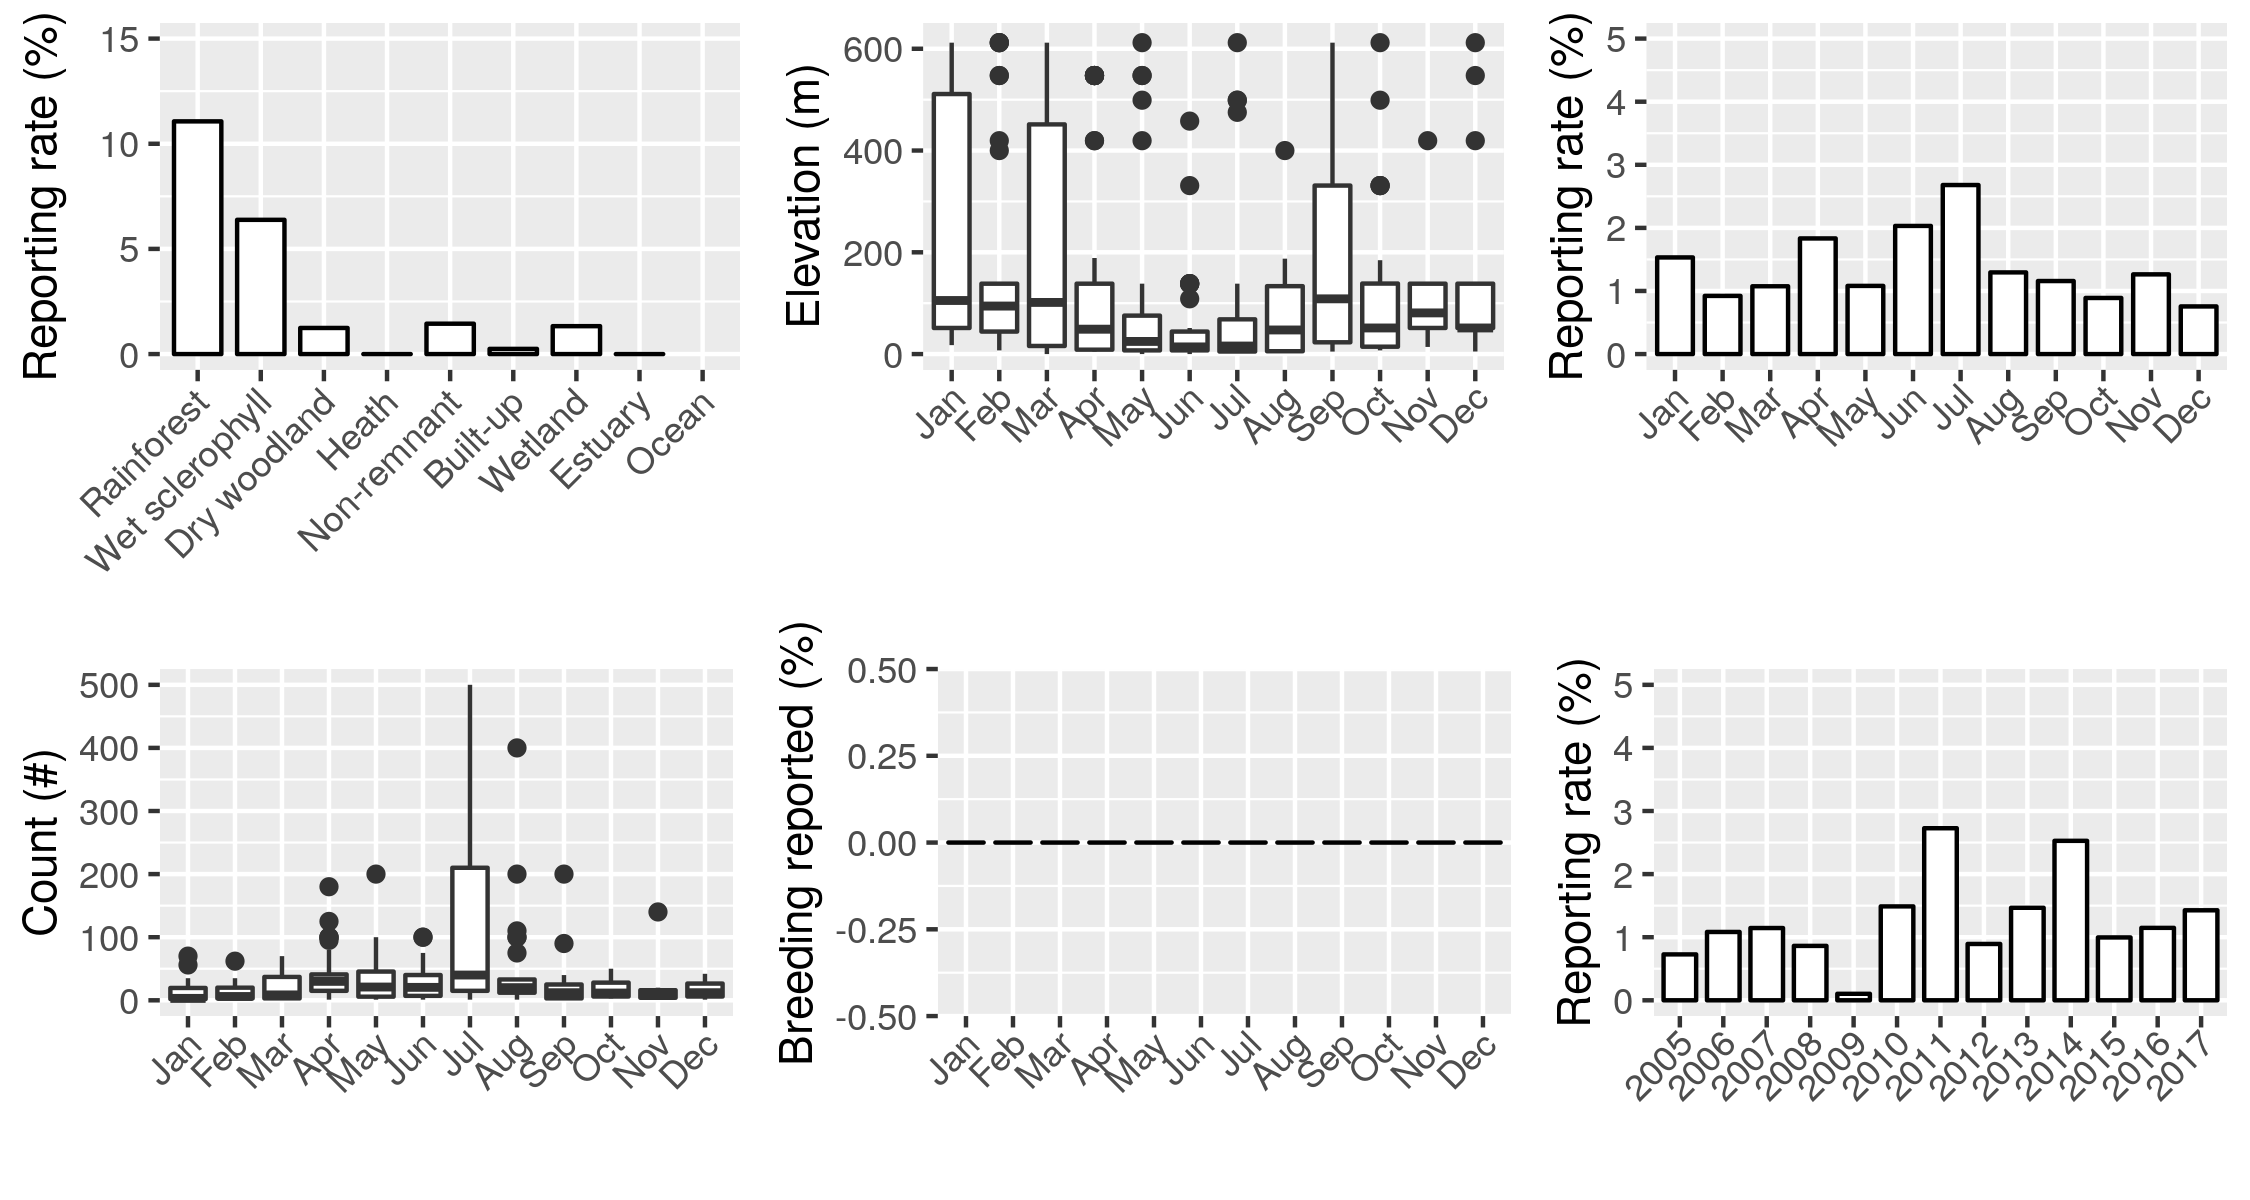 Reporting rate (%)
15
10
5
0
Rainforest
Wet sclerophyll
Dry woodland
Heath
Non-remnant
Built-up
Wetland
Estuary
Ocean
Elevation (m)
600
400
200
0
Jan
Feb
Mar
Apr
May
Jun
Jul
Aug
Sep
Oct
Nov
Dec
Reporting rate (%)
5
4
3
2
1
0
Jan
Feb
Mar
Apr
May
Jun
Jul
Aug
Sep
Oct
Nov
Dec
Count (#)
500
400
300
200
100
0
Jan
Feb
Mar
Apr
May
Jun
Jul
Aug
Sep
Oct
Nov
Dec
Breeding reported (%)
0.50
0.25
0.00
-0.25
-0.50
Jan
Feb
Mar
Apr
May
Jun
Jul
Aug
Sep
Oct
Nov
Dec
Reporting rate (%)
5
4
3
2
1
0
2005
2006
2007
2008
2009
2010
2011
2012
2013
2014
2015
2016
2017